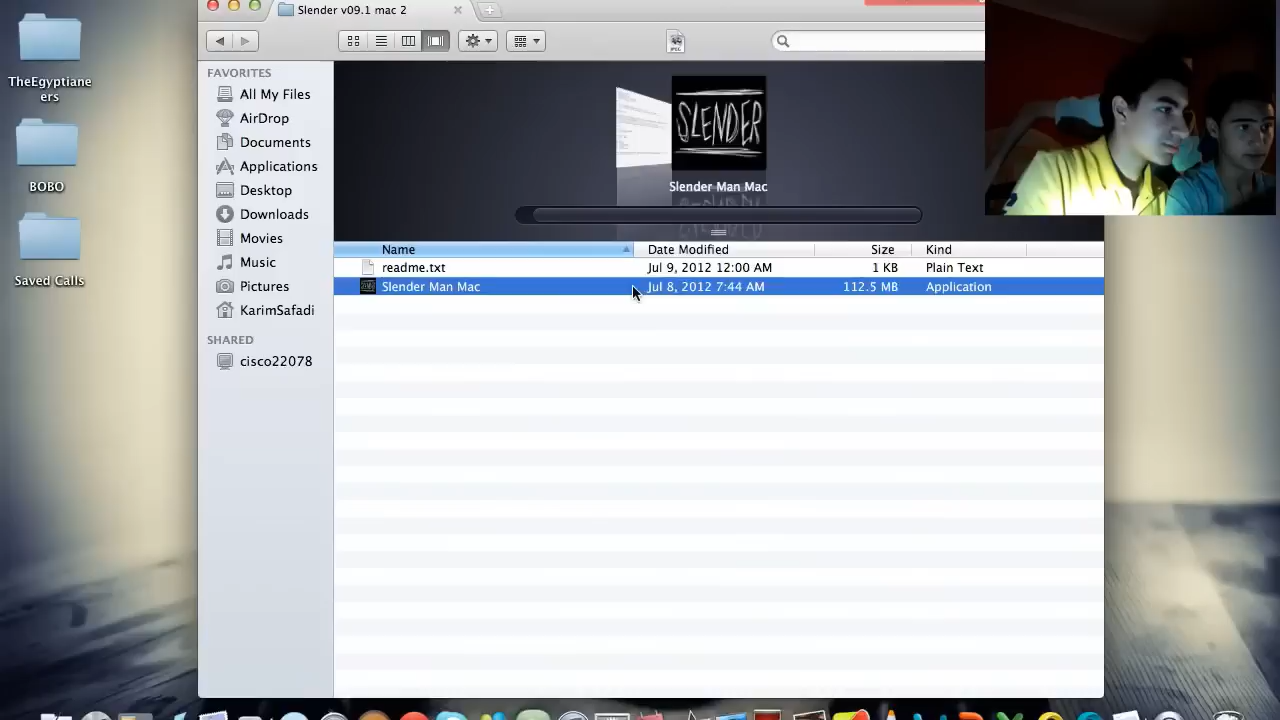 Slender v09.1 mac 2
TheEgyptianeers
BOBO
Saved Calls
FAVORITES
All My Files
AirDrop
Documents
Applications
Desktop
Downloads
Movies
Music
Pictures
KarimSafadi
SHARED
cisco22078
JPEG
SLENDER
Slender Man Mac
Name Date Modified Size Kind
readme.txt Jul 9, 2012 12:00 AM 1 KB Plain Text
Slender Man Mac Jul 8, 2012 7:44 AM 112.5 MB Application